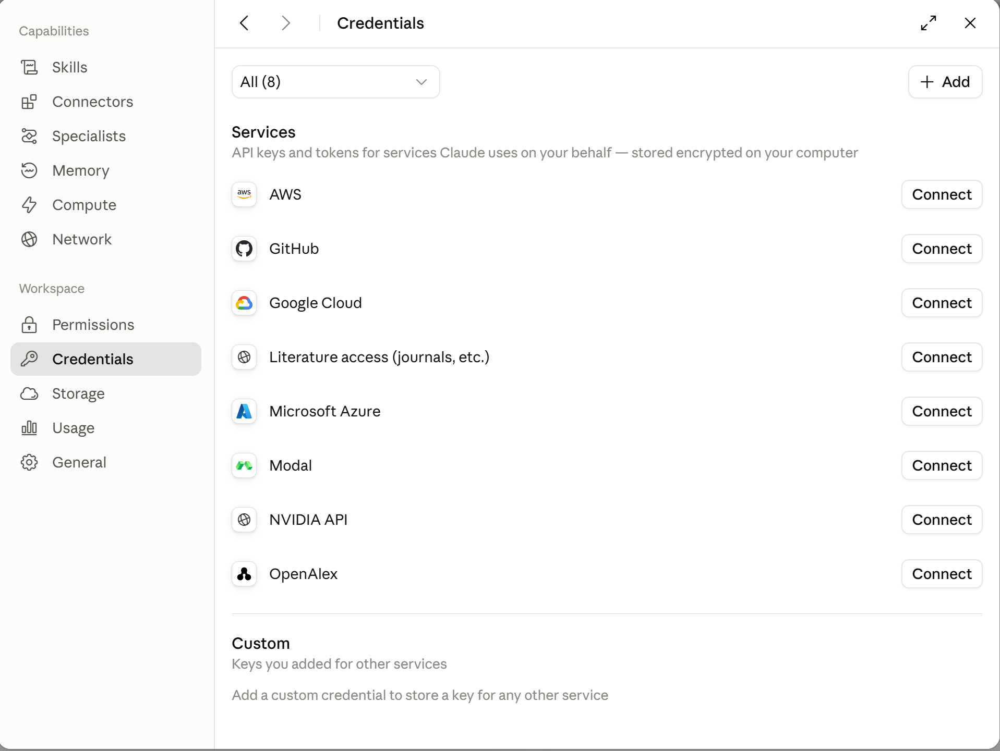 Capabilities
Skills
Connectors
Specialists
Memory
Compute
Network
Workspace
Permissions
Credentials
Storage
Usage
General
Credentials
All (8)
Add
Services
API keys and tokens for services Claude uses on your behalf — stored encrypted on your computer
aws
AWS
Connect
GitHub
Connect
Google Cloud
Connect
Literature access (journals, etc.)
Connect
Microsoft Azure
Connect
Modal
Connect
NVIDIA API
Connect
OpenAlex
Connect
Custom
Keys you added for other services
Add a custom credential to store a key for any other service